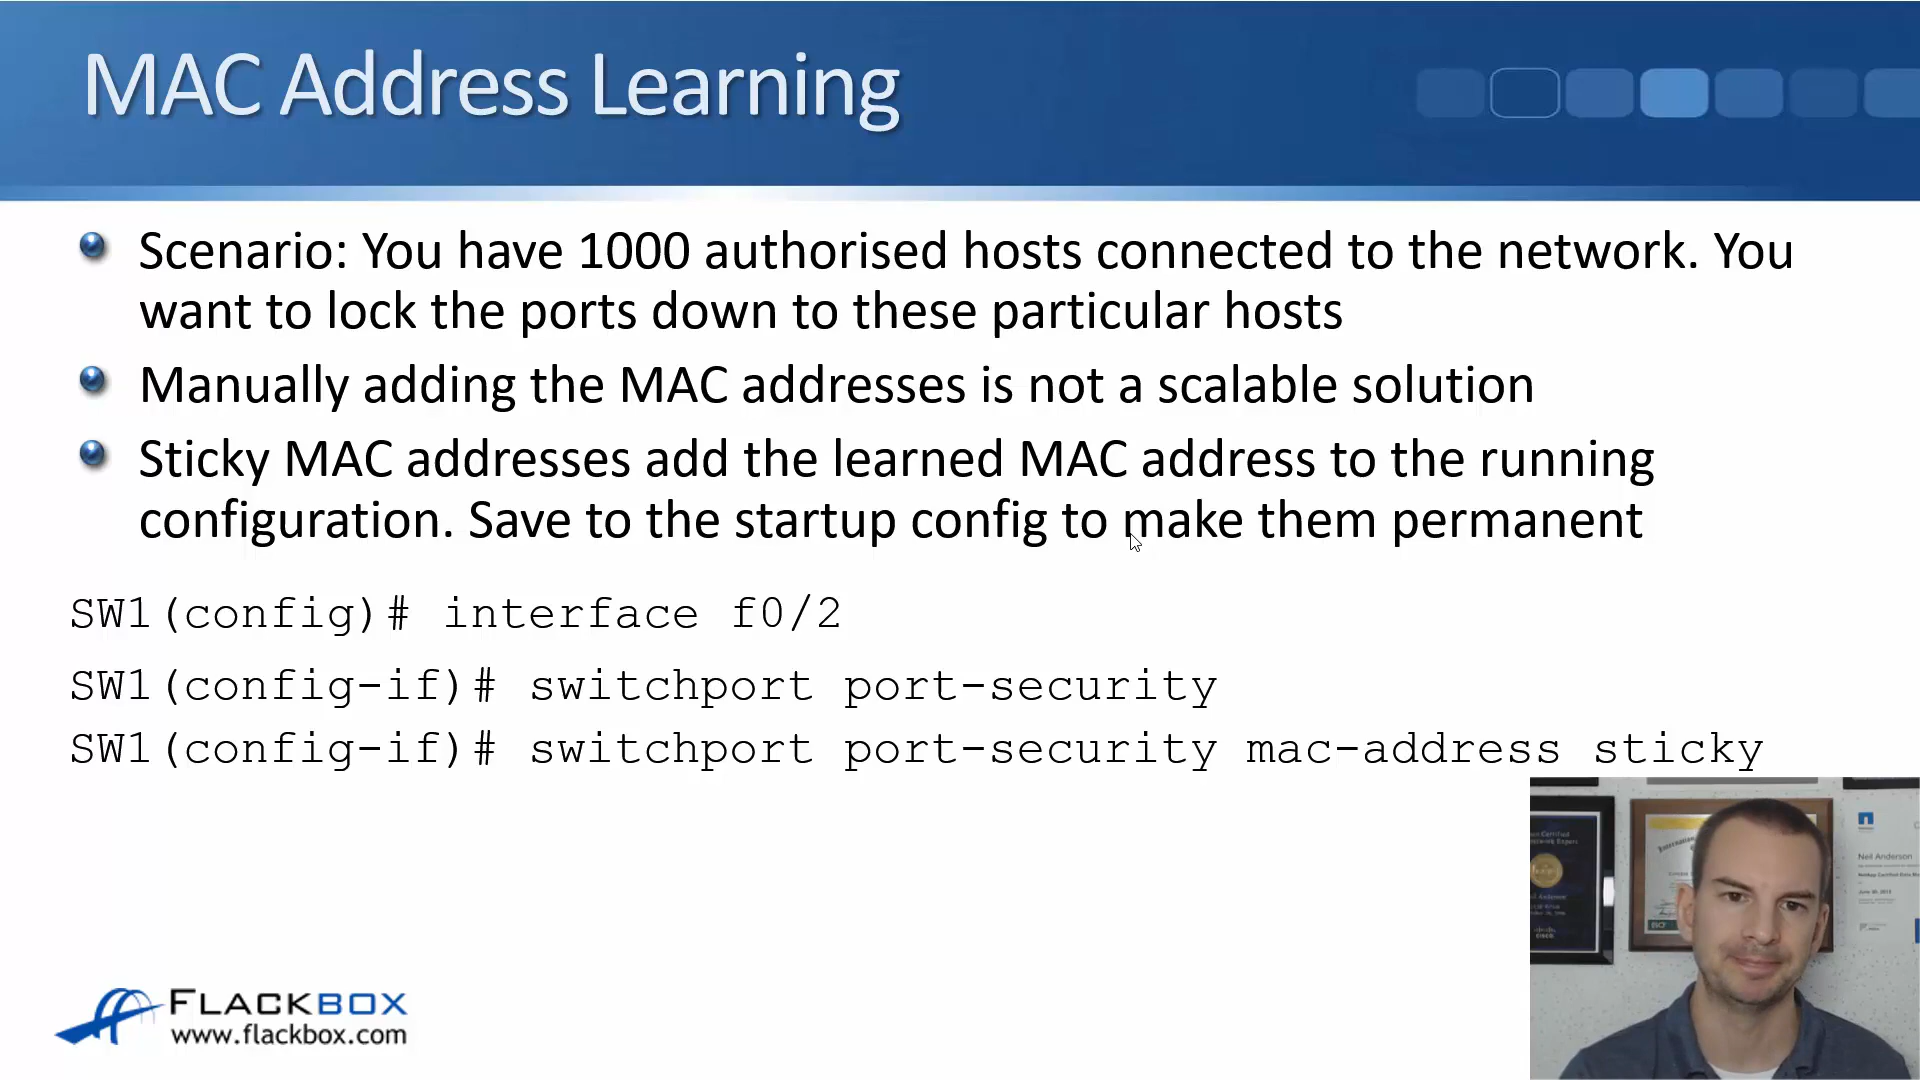 MAC Address Learning
Scenario: You have 1000 authorised hosts connected to the network. You
want to lock the ports down to these particular hosts
Manually adding the MAC addresses is not a scalable solution
Sticky MAC addresses add the learned MAC address to the running
configuration. Save to the startup config to make them permanent
SW1(config)# interface f0/2
SW1(config-if)# switchport port-security
SW1(config-if)# switchport port-security mac-address sticky
Neil Anderson
FLACKBOX
www.flackbox.com